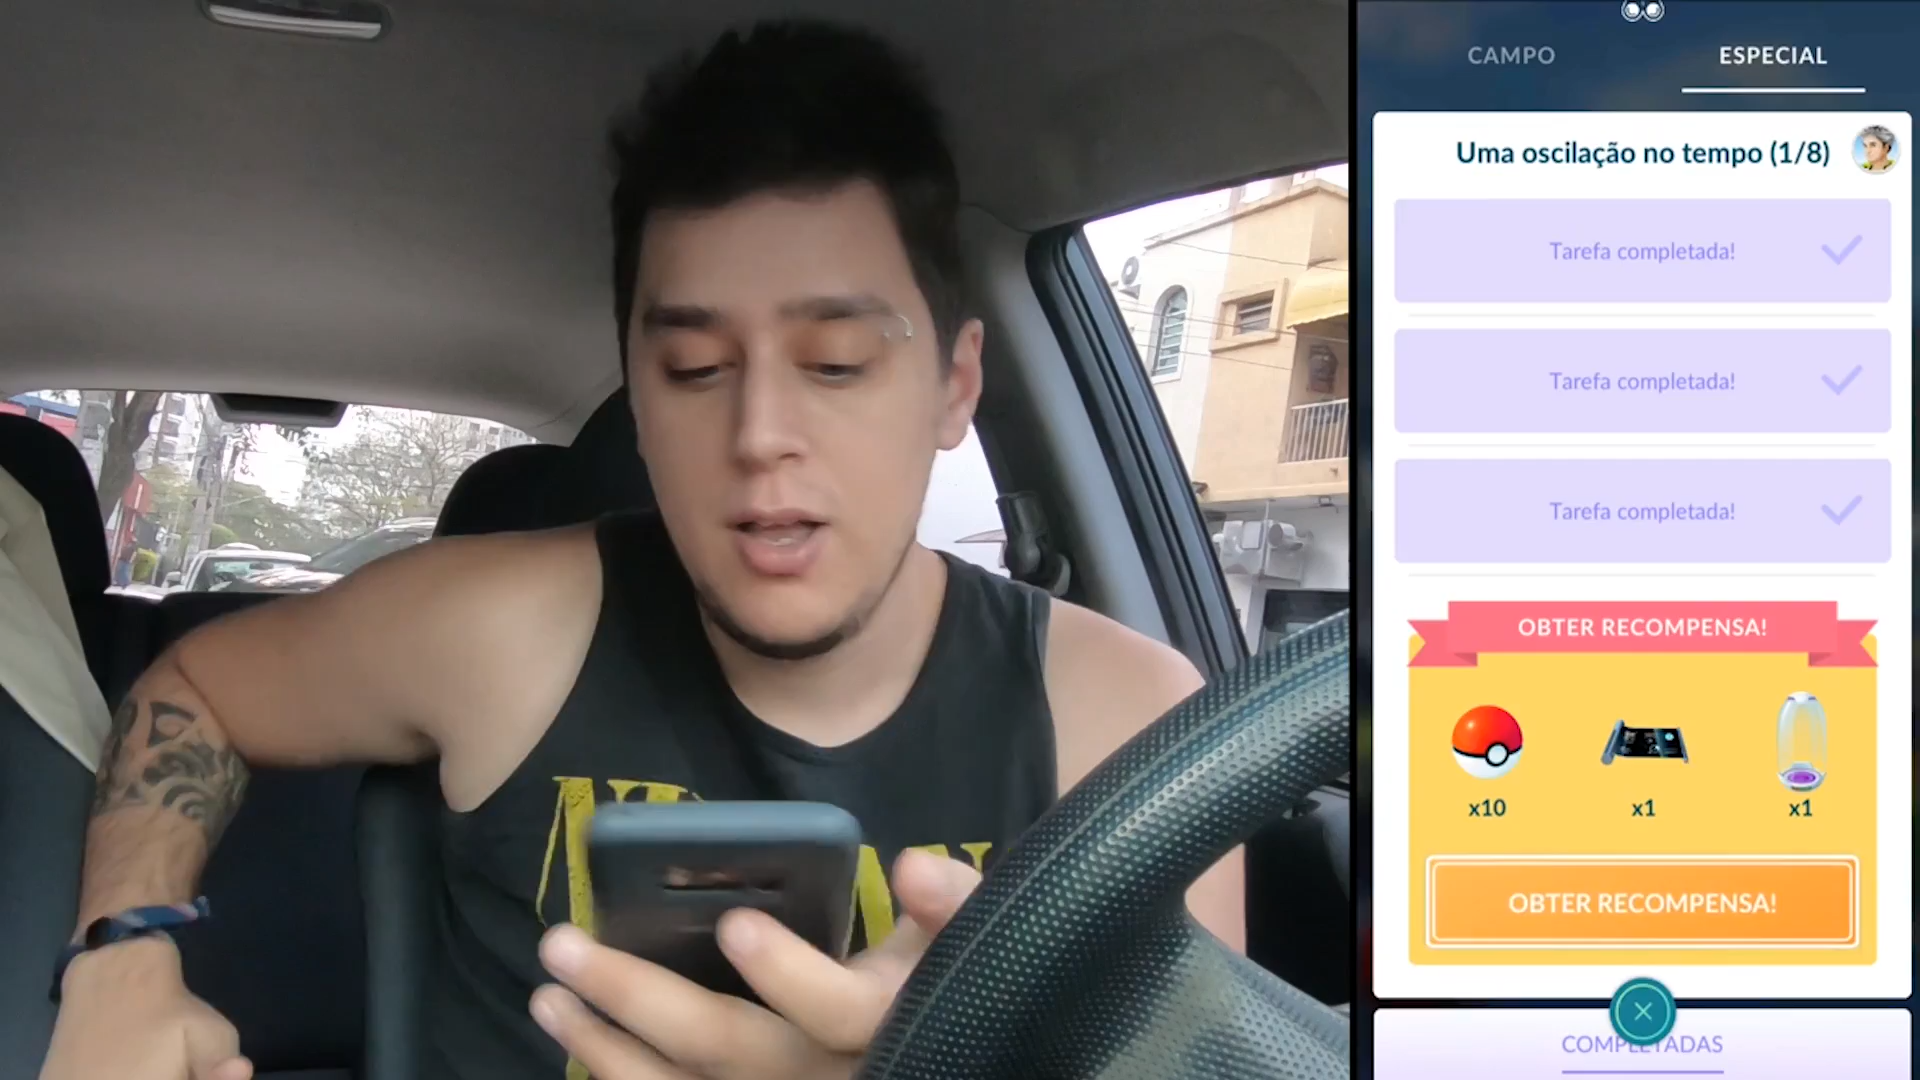 CAMPO
ESPECIAL
Uma oscilação no tempo (1/8)
Tarefa completada!
Tarefa completada!
Tarefa completada!
OBTER RECOMPENSA!
x10
x1
x1
OBTER RECOMPENSA!
COMPLETADAS